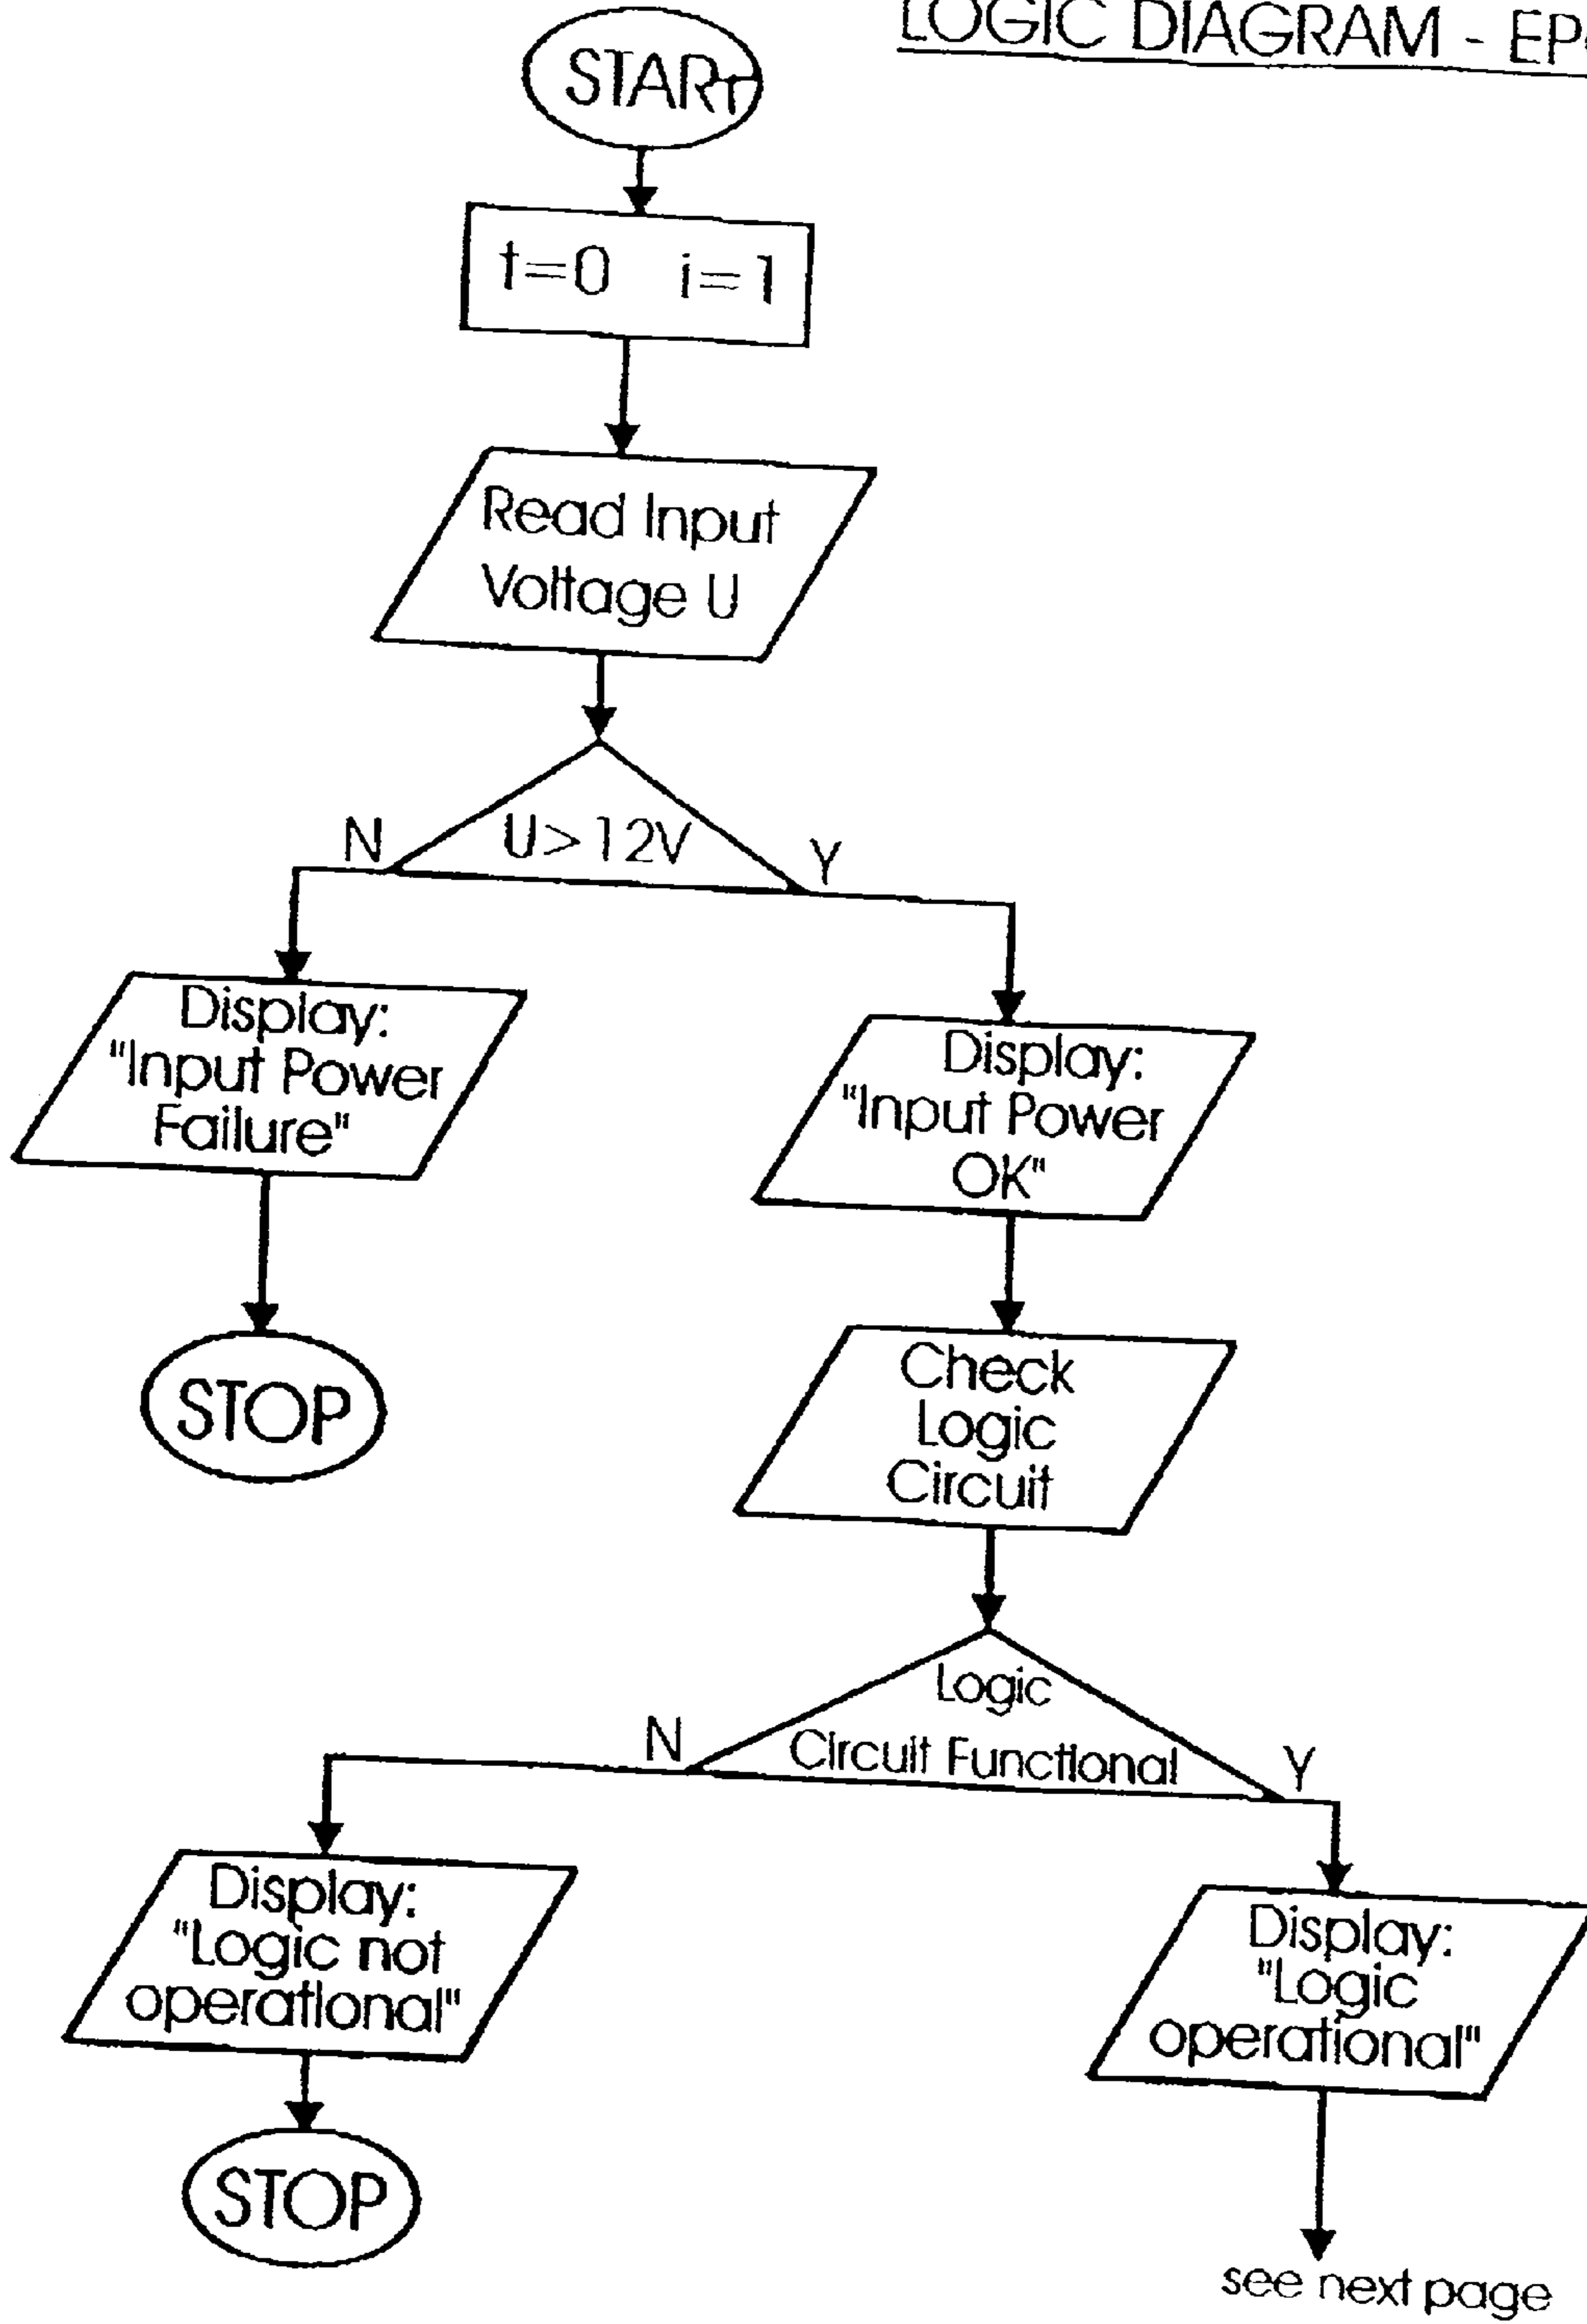 LOGIC DIAGRAM -
START
t=0 i=1
Read Input
Voltage U
U>12V
N
Y
Display:
"Input Power
Failure"
Display:
"Input Power
OK"
STOP
Check
Logic
Circuit
Logic
Circuit Functional
N
Y
Display:
"Logic not
operational"
Display:
"Logic
operational"
STOP
see next page